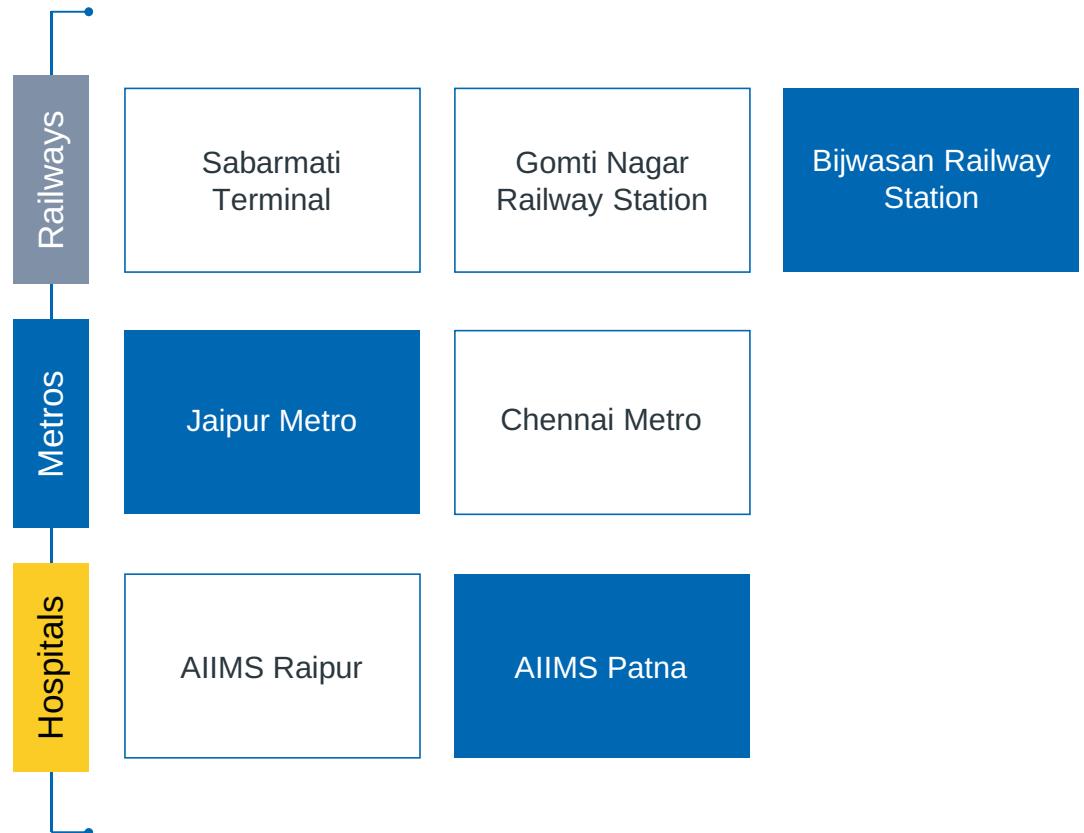 Railways
Sabarmati
Terminal
Gomti Nagar
Railway Station
Bijwasan Railway
Station
Metros
Jaipur Metro
Chennai Metro
Hospitals
AIIMS Raipur
AIIMS Patna